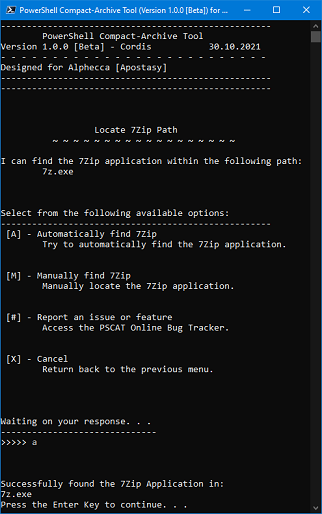 PowerShell Compact-Archive Tool (Version 1.0.0 [Beta]) for ...
-----------------------------------------------------
PowerShell Compact-Archive Tool
Version 1.0.0 [Beta] - Cordis 30.10.2021
- - - - - - - - - - - - - - - - - - - - - - - - - -
Designed for Alphecca [Apostasy]
-----------------------------------------------------
-----------------------------------------------------
Locate 7Zip Path
~ ~ ~ ~ ~ ~ ~ ~ ~ ~ ~ ~ ~ ~ ~ ~ ~ ~
I can find the 7Zip application within the following path:
7z.exe
Select from the following available options:
-----------------------------------------------------
[A] - Automatically find 7Zip
Try to automatically find the 7Zip application.
[M] - Manually find 7Zip
Manually locate the 7Zip application.
[#] - Report an issue or feature
Access the PSCAT Online Bug Tracker.
[X] - Cancel
Return back to the previous menu.
Waiting on your response. . .
------------------------------
>>>>> a
Successfully found the 7Zip Application in:
7z.exe
Press the Enter Key to continue. . .